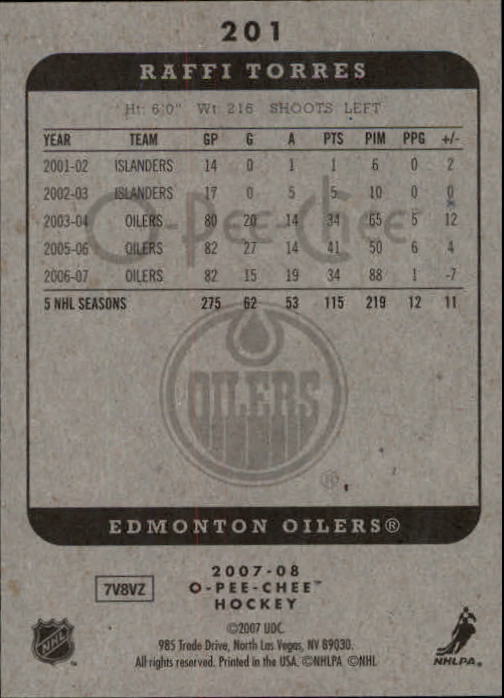 201
RAFFI TORRES
Ht: 6'0" Wt: 216 SHOOTS LEFT
YEAR TEAM GP G A PTS PIM PPG +/-
2001-02 ISLANDERS 14 0 1 1 6 0 2
2002-03 ISLANDERS 17 0 5 5 10 0 0
2003-04 OILERS 80 20 14 34 65 5 12
2005-06 OILERS 82 27 14 41 50 6 4
2006-07 OILERS 82 15 19 34 88 1 -7
5 NHL SEASONS 275 62 53 115 219 12 11
O-Pee-Chee™
OILERS
®
EDMONTON OILERS®
2007-08
7V8VZ O-PEE-CHEE™
HOCKEY
©2007 UDC.
985 Trade Drive, North Las Vegas, NV 89030.
All rights reserved. Printed in the USA. ©NHLPA ©NHL
NHL™
NHLPA®